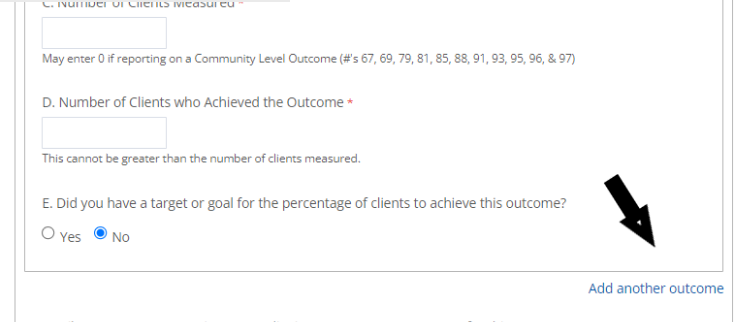 C. Number of Clients Measured *
May enter 0 if reporting on a Community Level Outcome (#'s 67, 69, 79, 81, 85, 88, 91, 93, 95, 96, & 97)
D. Number of Clients who Achieved the Outcome *
This cannot be greater than the number of clients measured.
E. Did you have a target or goal for the percentage of clients to achieve this outcome?
Yes No
Add another outcome